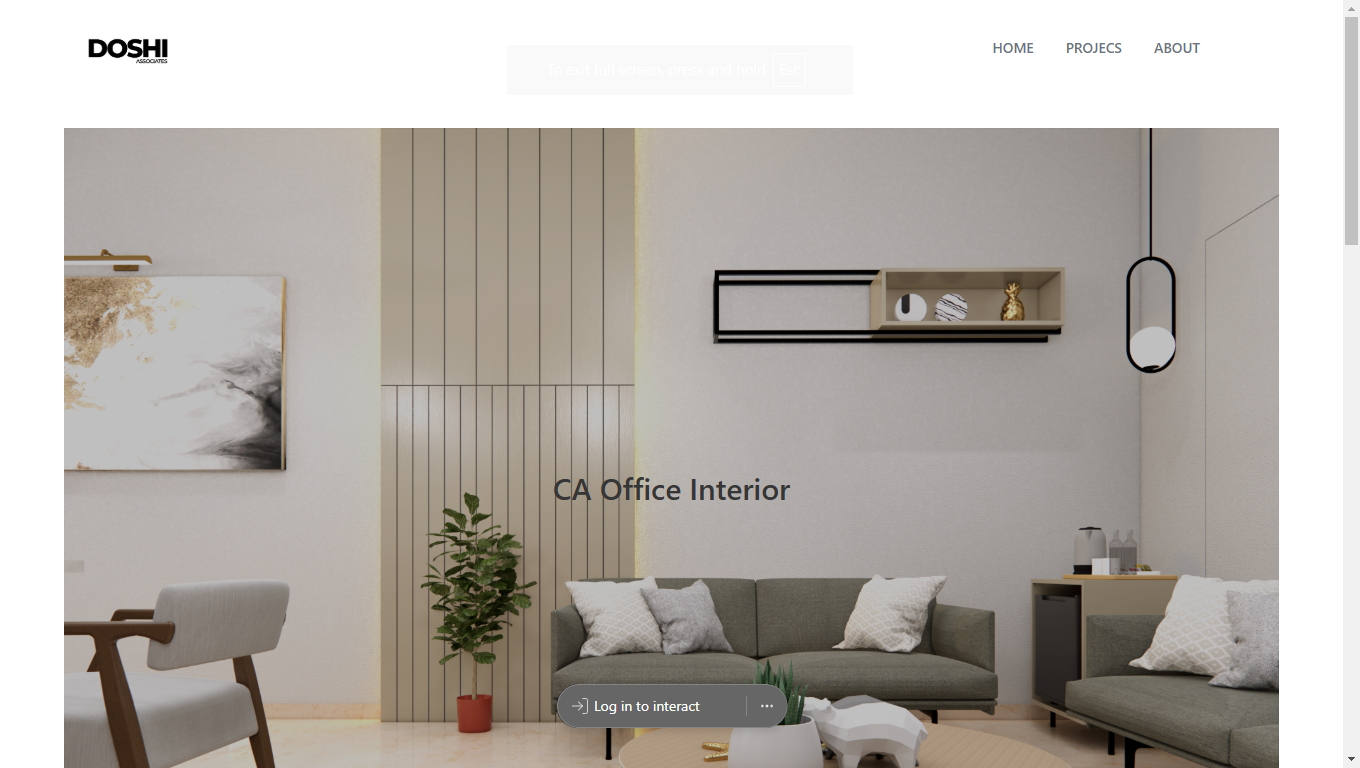 DOSHI
ASSOCIATES
HOME
PROJECS
ABOUT
To exit full screen, press and hold Esc
CA Office Interior
Log in to interact